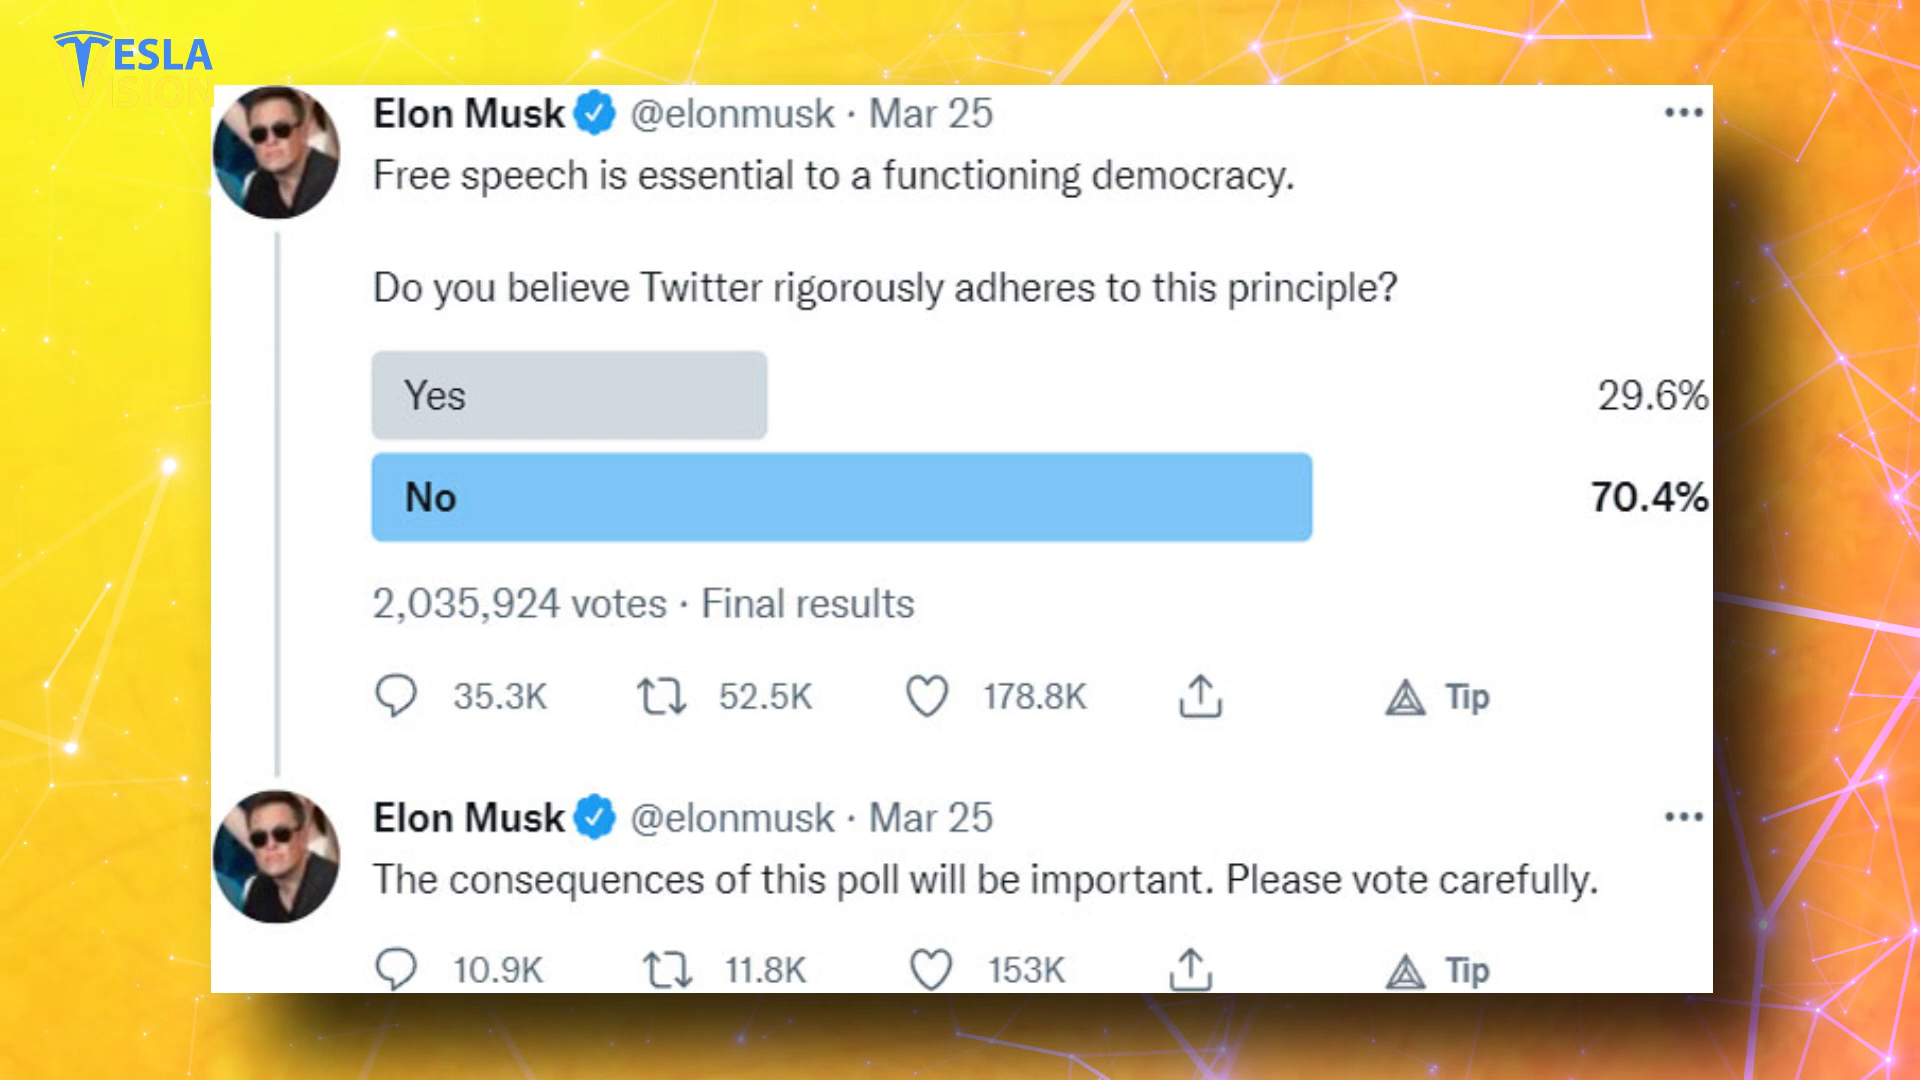 TESLA
VISION
Elon Musk @elonmusk · Mar 25
Free speech is essential to a functioning democracy.
Do you believe Twitter rigorously adheres to this principle?
Yes 29.6%
No 70.4%
2,035,924 votes · Final results
35.3K 52.5K 178.8K Tip
Elon Musk @elonmusk · Mar 25
The consequences of this poll will be important. Please vote carefully.
10.9K 11.8K 153K Tip